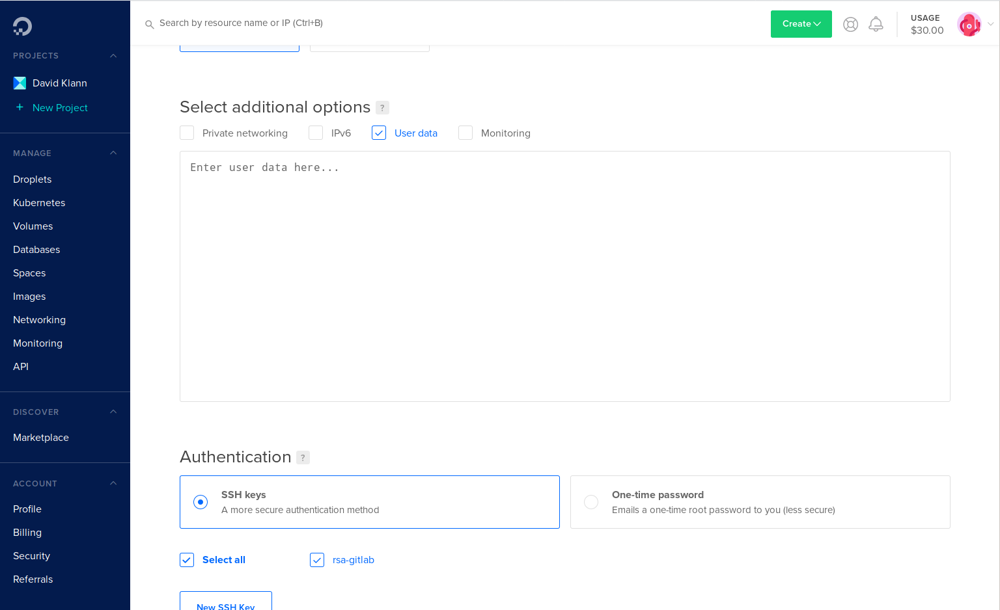 Search by resource name or IP (Ctrl+B)
Create
USAGE
$30.00
PROJECTS
David Klann
+ New Project
MANAGE
Droplets
Kubernetes
Volumes
Databases
Spaces
Images
Networking
Monitoring
API
DISCOVER
Marketplace
ACCOUNT
Profile
Billing
Security
Referrals
Select additional options ?
Private networking IPv6 User data Monitoring
Enter user data here...
Authentication ?
SSH keys
A more secure authentication method
One-time password
Emails a one-time root password to you (less secure)
Select all rsa-gitlab
New SSH Key